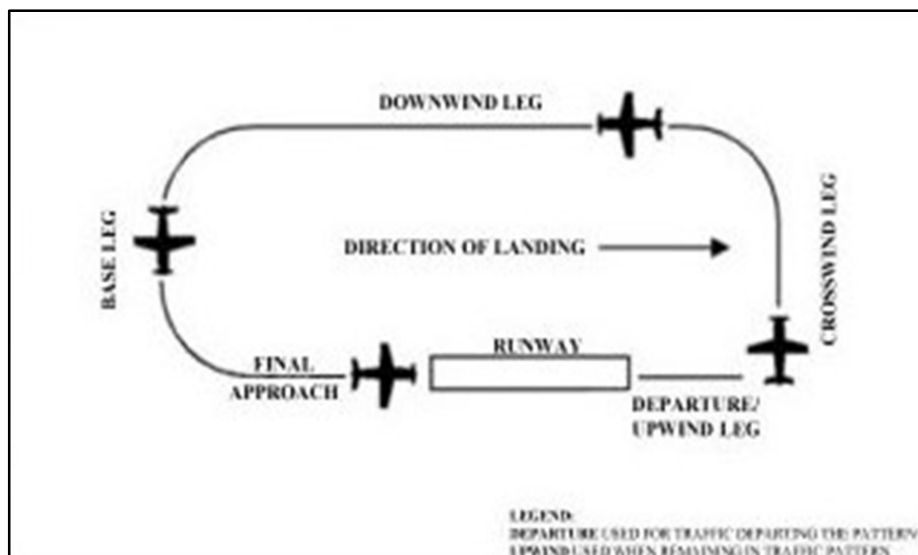 DOWNWIND LEG
BASE LEG
DIRECTION OF LANDING
CROSSWIND LEG
RUNWAY
FINAL
APPROACH
DEPARTURE/
UPWIND LEG
LEGEND:
DEPARTURE USED FOR TRAFFIC DEPARTING THE PATTERN
UPWIND USED WHEN REMAINING IN TRAFFIC PATTERN